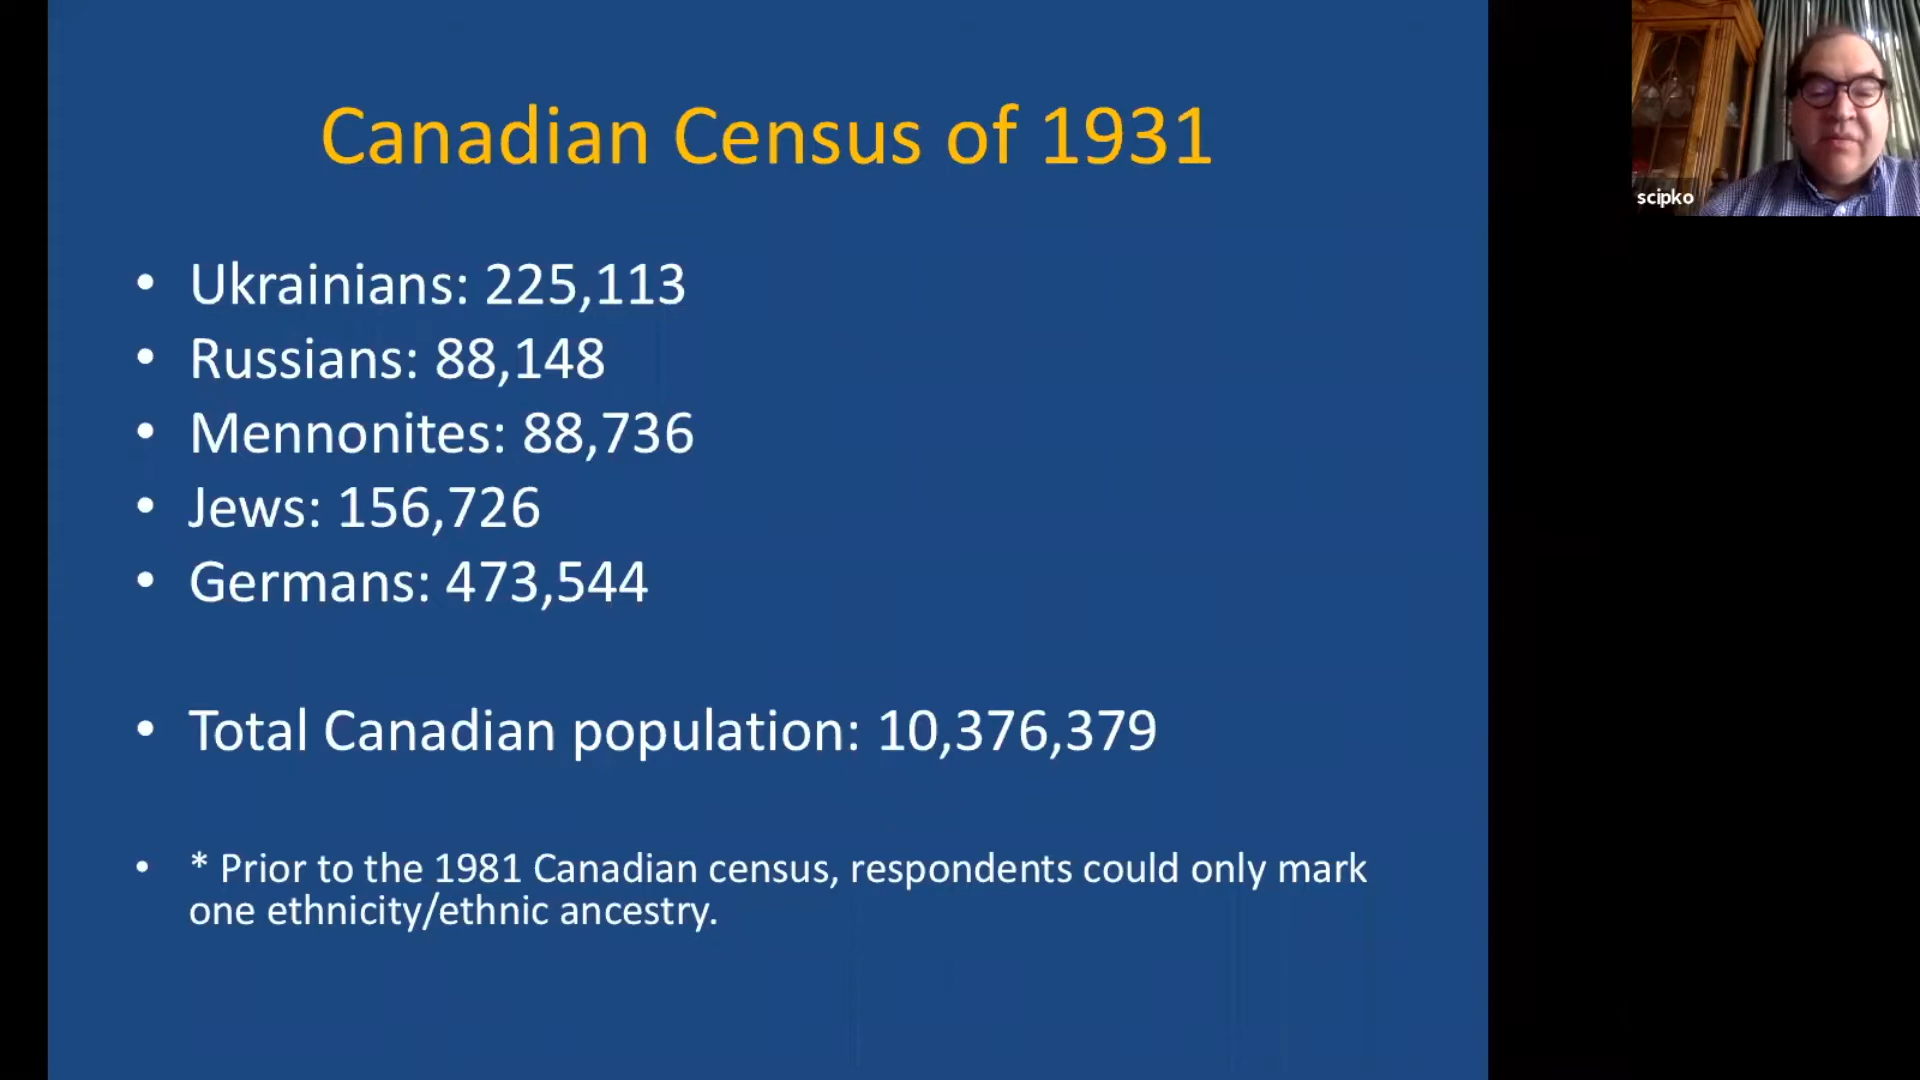 Canadian Census of 1931
• Ukrainians: 225,113
• Russians: 88,148
• Mennonites: 88,736
• Jews: 156,726
• Germans: 473,544
• Total Canadian population: 10,376,379
• * Prior to the 1981 Canadian census, respondents could only mark
one ethnicity/ethnic ancestry.
scipko